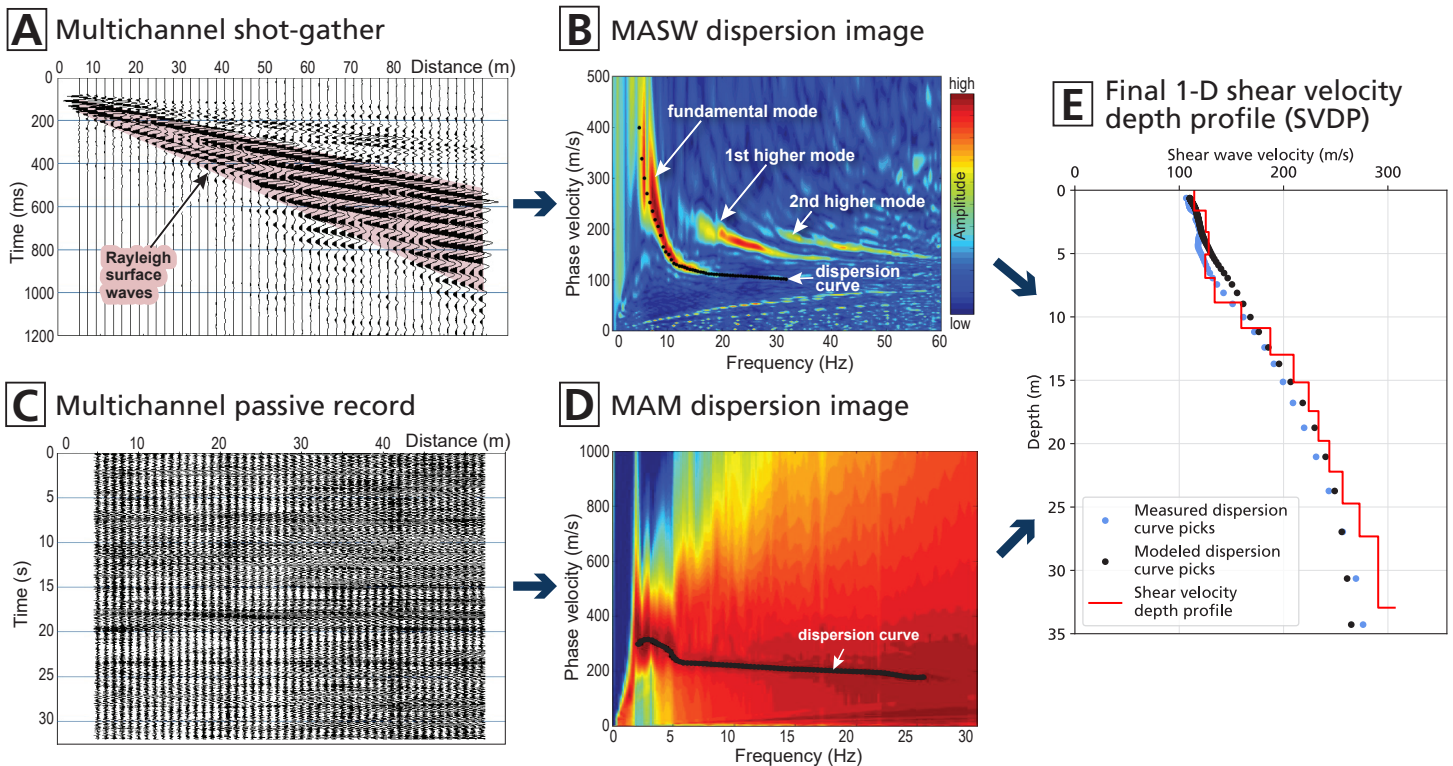 A Multichannel shot-gather
0 10 20 30 40 50 60 70 80 Distance (m)
0
200
400
600
800
1000
1200
Time (ms)
Rayleigh
surface
waves
B MASW dispersion image
500
400
300
200
100
0
Phase velocity (m/s)
fundamental mode
1st higher mode
2nd higher mode
dispersion
curve
0 10 20 30 40 50 60
Frequency (Hz)
high
Amplitude
low
C Multichannel passive record
0 10 20 30 40 Distance (m)
0
5
10
15
20
25
30
Time (s)
D MAM dispersion image
1000
800
600
400
200
0
Phase velocity (m/s)
dispersion curve
0 5 10 15 20 25 30
Frequency (Hz)
E Final 1-D shear velocity
depth profile (SVDP)
Shear wave velocity (m/s)
0 100 200 300
0
5
10
15
20
25
30
35
Depth (m)
Measured dispersion
curve picks
Modeled dispersion
curve picks
Shear velocity
depth profile